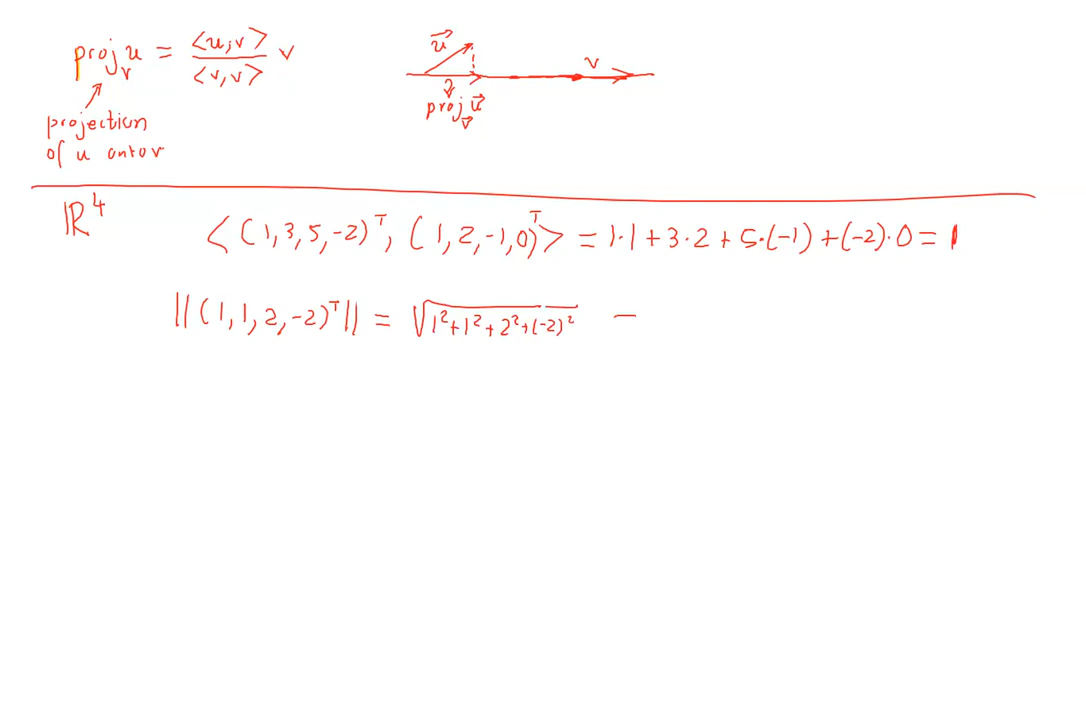 proj_v u = <u,v> / <v,v> v
projection
of u onto v
u⃗
v
proj_v⃗ u⃗
ℝ⁴
<(1,3,5,-2)ᵀ, (1,2,-1,0)ᵀ> = 1·1 + 3·2 + 5·(-1) + (-2)·0 = 1
||(1,1,2,-2)ᵀ|| = √(1²+1²+2²+(-2)²) =